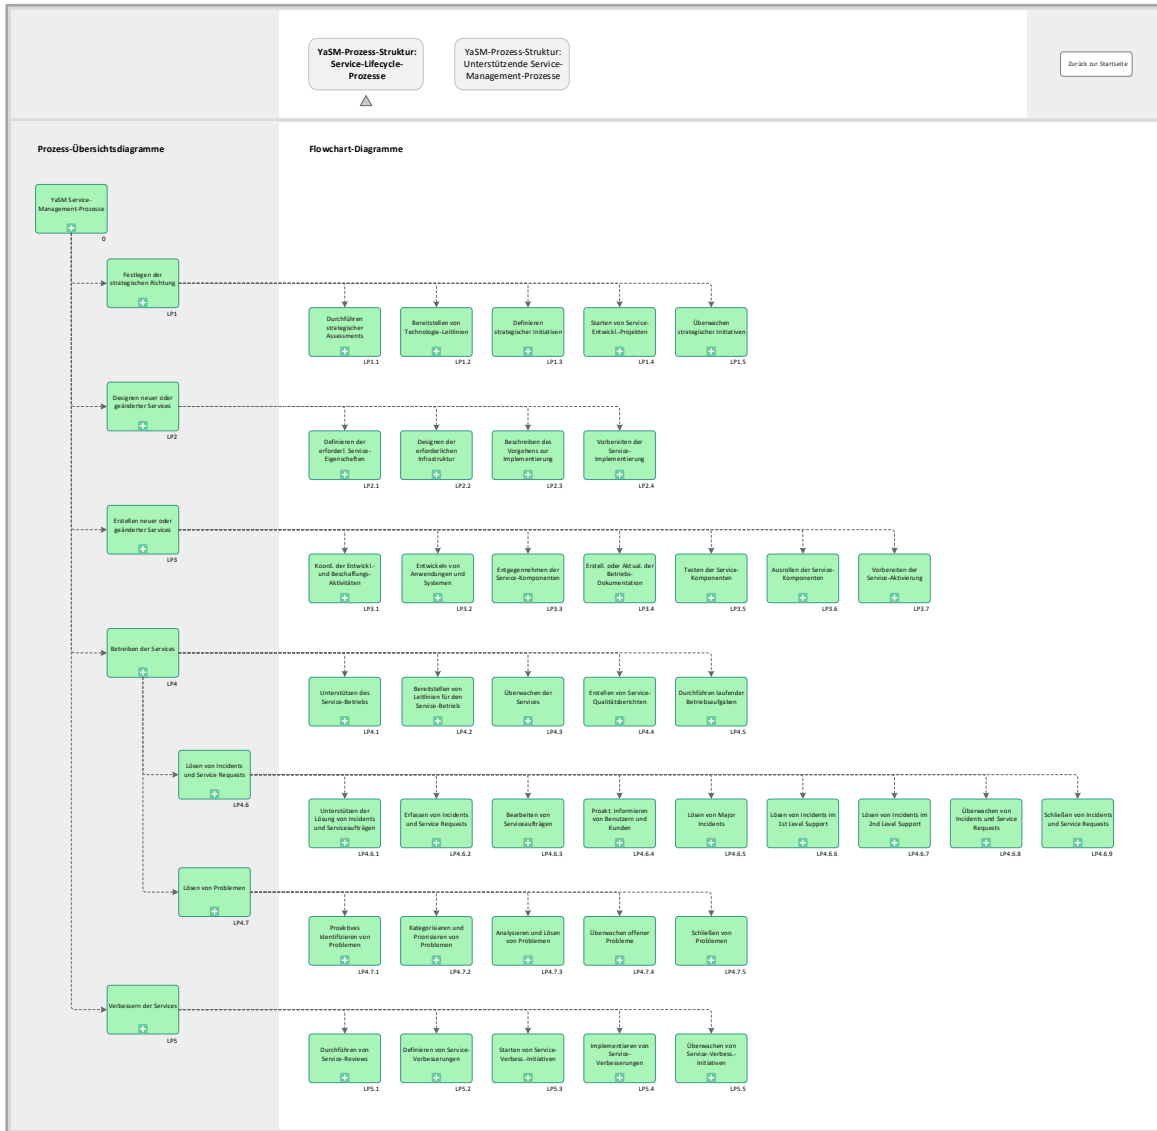 YaSM-Prozess-Struktur:
Service-Lifecycle-
Prozesse
YaSM-Prozess-Struktur:
Unterstützende Service-
Management-Prozesse
Zurück zur Startseite
Prozess-Übersichtsdiagramme
Flowchart-Diagramme
YaSM Service-
Management-Prozesse
0
Festlegen der
strategischen Richtung
LP1
Durchführen
strategischer
Assessments
LP1.1
Bereitstellen von
Technologie-Leitlinien
LP1.2
Definieren
strategischer Initiativen
LP1.3
Starten von Service-
Entwickl.-Projekten
LP1.4
Überwachen
strategischer Initiativen
LP1.5
Designen neuer oder
geänderter Services
LP2
Definieren der
erforderl. Service-
Eigenschaften
LP2.1
Designen der
erforderlichen
Infrastruktur
LP2.2
Beschreiben des
Vorgehens zur
Implementierung
LP2.3
Vorbereiten der
Service-
Implementierung
LP2.4
Erstellen neuer oder
geänderter Services
LP3
Koord. der Entwickl.-
und Beschaffungs-
Aktivitäten
LP3.1
Entwickeln von
Anwendungen und
Systemen
LP3.2
Entgegennehmen der
Service-Komponenten
LP3.3
Erstell. oder Aktual. der
Betriebs-
Dokumentation
LP3.4
Testen der Service-
Komponenten
LP3.5
Ausrollen der Service-
Komponenten
LP3.6
Vorbereiten der
Service-Aktivierung
LP3.7
Betreiben der Services
LP4
Unterstützen des
Service-Betriebs
LP4.1
Bereitstellen von
Leitlinien für den
Service-Betrieb
LP4.2
Überwachen der
Services
LP4.3
Erstellen von Service-
Qualitätsberichten
LP4.4
Durchführen laufender
Betriebsaufgaben
LP4.5
Lösen von Incidents
und Service Requests
LP4.6
Unterstützen der
Lösung von Incidents
und Serviceaufträgen
LP4.6.1
Erfassen von Incidents
und Service Requests
LP4.6.2
Bearbeiten von
Serviceaufträgen
LP4.6.3
Proakt. Informieren
von Benutzern und
Kunden
LP4.6.4
Lösen von Major
Incidents
LP4.6.5
Lösen von Incidents im
1st Level Support
LP4.6.6
Lösen von Incidents im
2nd Level Support
LP4.6.7
Überwachen von
Incidents und Service
Requests
LP4.6.8
Schließen von Incidents
und Service Requests
LP4.6.9
Lösen von Problemen
LP4.7
Proaktives
Identifizieren von
Problemen
LP4.7.1
Kategorisieren und
Priorisieren von
Problemen
LP4.7.2
Analysieren und Lösen
von Problemen
LP4.7.3
Überwachen offener
Probleme
LP4.7.4
Schließen von
Problemen
LP4.7.5
Verbessern der Services
LP5
Durchführen von
Service-Reviews
LP5.1
Definieren von Service-
Verbesserungen
LP5.2
Starten von Service-
Verbess.-Initiativen
LP5.3
Implementieren von
Service-
Verbesserungen
LP5.4
Überwachen von
Service-Verbess.-
Initiativen
LP5.5